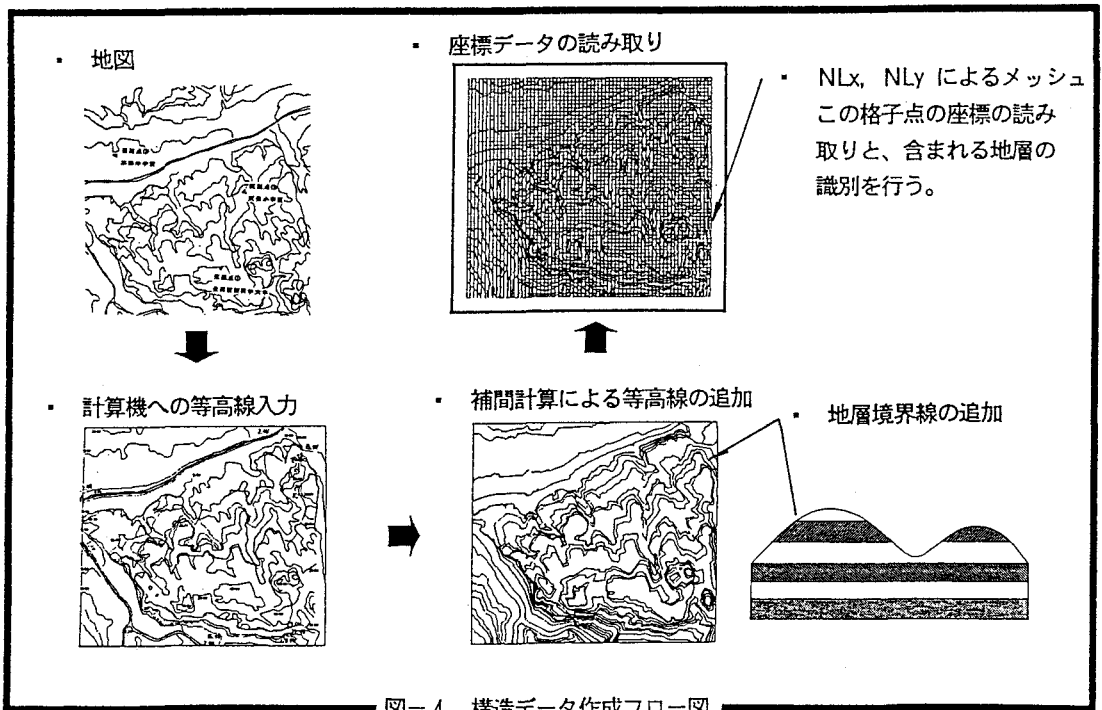 ・ 地図
・ 計算機への等高線入力
・ 補間計算による等高線の追加
・ 地層境界線の追加
・ 座標データの読み取り
・ NLx, NLy によるメッシュ
この格子点の座標の読み
取りと、含まれる地層の
識別を行う。
図－4 構造データ作成フロー図